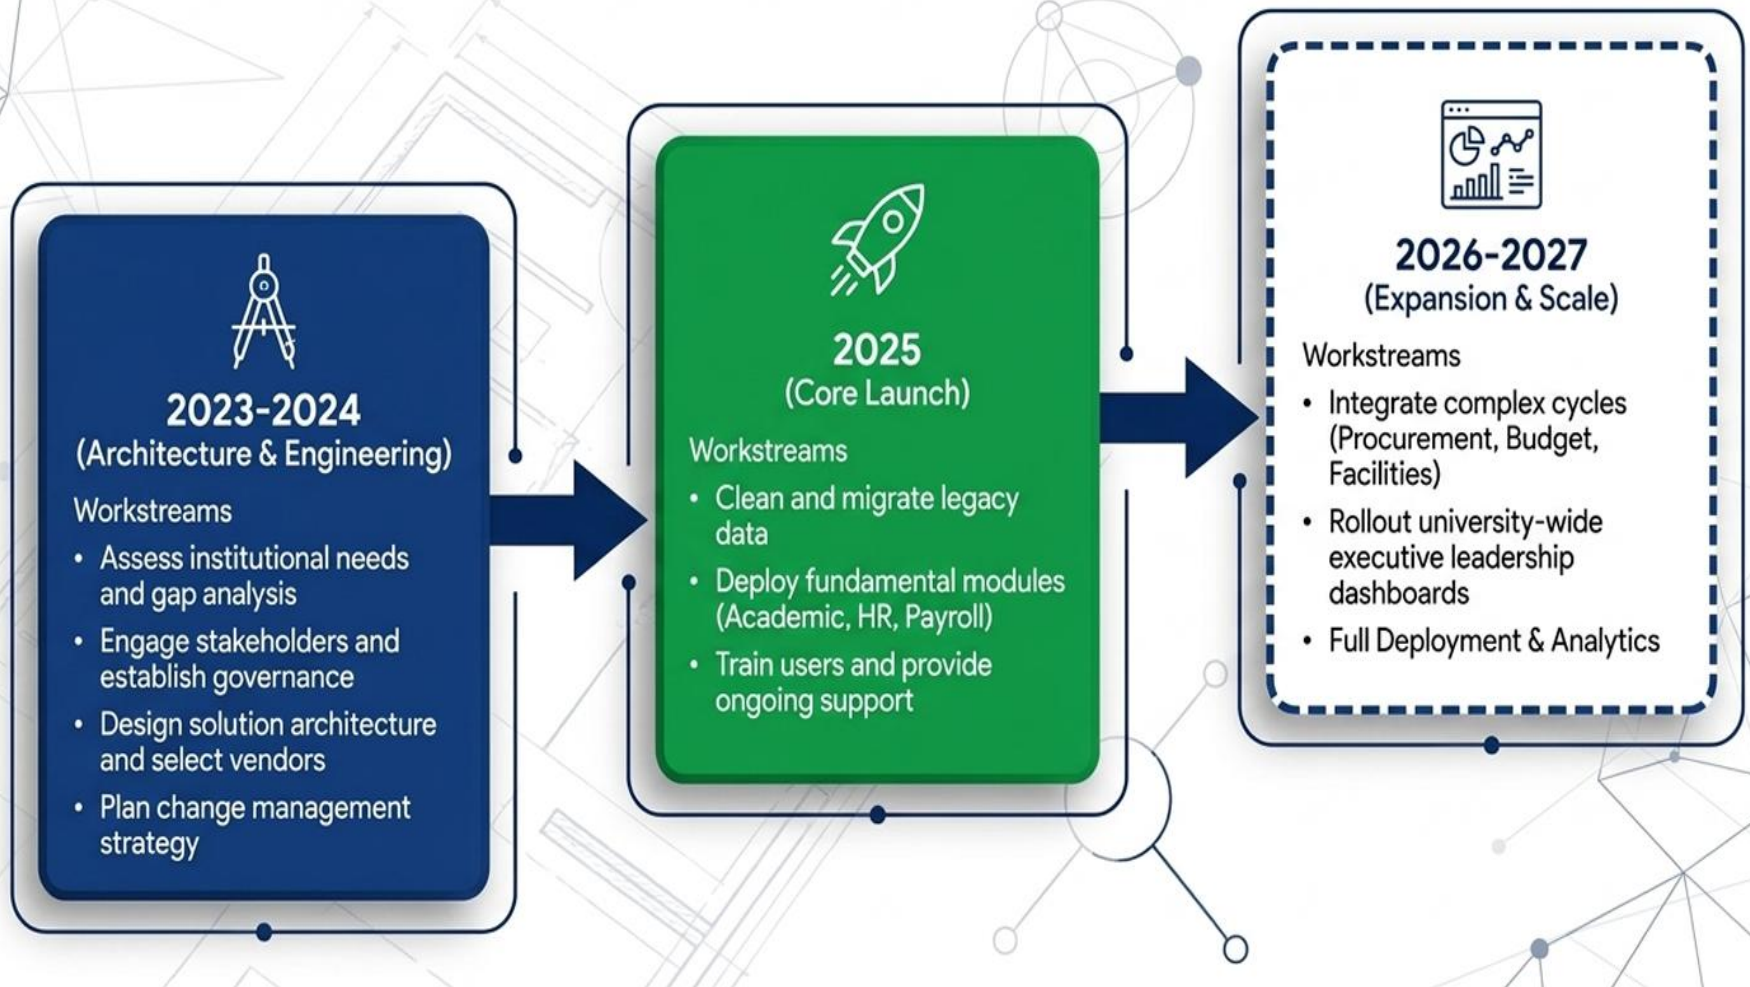 2023-2024
(Architecture & Engineering)
Workstreams
• Assess institutional needs
and gap analysis
• Engage stakeholders and
establish governance
• Design solution architecture
and select vendors
• Plan change management
strategy
2025
(Core Launch)
Workstreams
• Clean and migrate legacy
data
• Deploy fundamental modules
(Academic, HR, Payroll)
• Train users and provide
ongoing support
2026-2027
(Expansion & Scale)
Workstreams
• Integrate complex cycles
(Procurement, Budget,
Facilities)
• Rollout university-wide
executive leadership
dashboards
• Full Deployment & Analytics